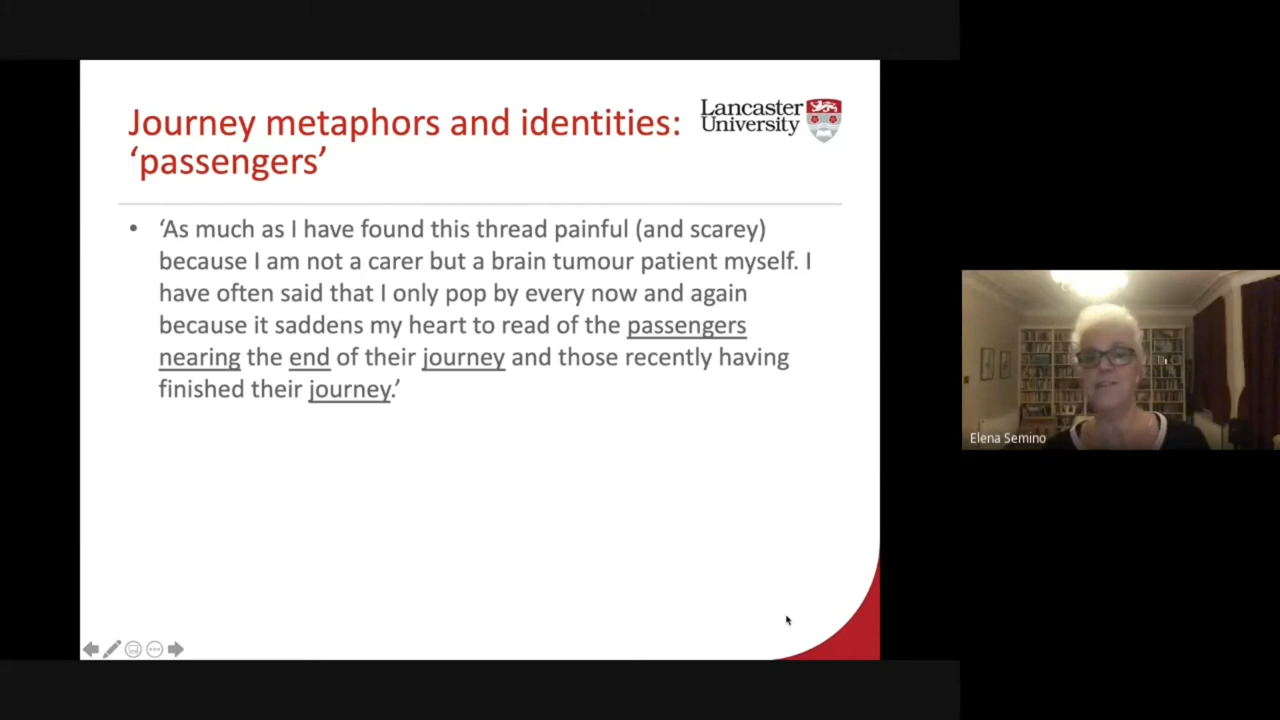 Journey metaphors and identities:
‘passengers’
Lancaster
University
• ‘As much as I have found this thread painful (and scarey)
because I am not a carer but a brain tumour patient myself. I
have often said that I only pop by every now and again
because it saddens my heart to read of the passengers
nearing the end of their journey and those recently having
finished their journey.’
Elena Semino